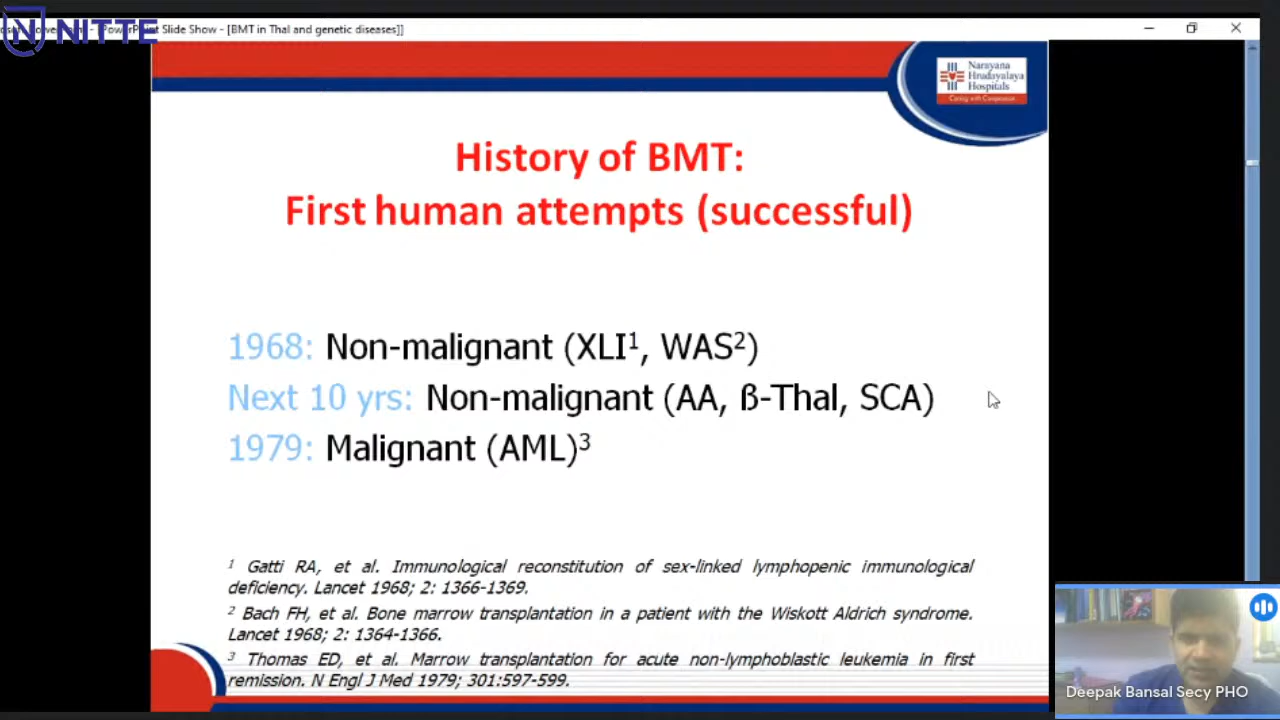 PowerPoint Slide Show - [BMT in Thal and genetic diseases]]
NITTE
Narayana
Hrudayalaya
Hospitals
Caring with Compassion
History of BMT:
First human attempts (successful)
1968: Non-malignant (XLI¹, WAS²)
Next 10 yrs: Non-malignant (AA, ß-Thal, SCA)
1979: Malignant (AML)³
¹ Gatti RA, et al. Immunological reconstitution of sex-linked lymphopenic immunological
deficiency. Lancet 1968; 2: 1366-1369.
² Bach FH, et al. Bone marrow transplantation in a patient with the Wiskott Aldrich syndrome.
Lancet 1968; 2: 1364-1366.
³ Thomas ED, et al. Marrow transplantation for acute non-lymphoblastic leukemia in first
remission. N Engl J Med 1979; 301:597-599.
Deepak Bansal Secy PHO